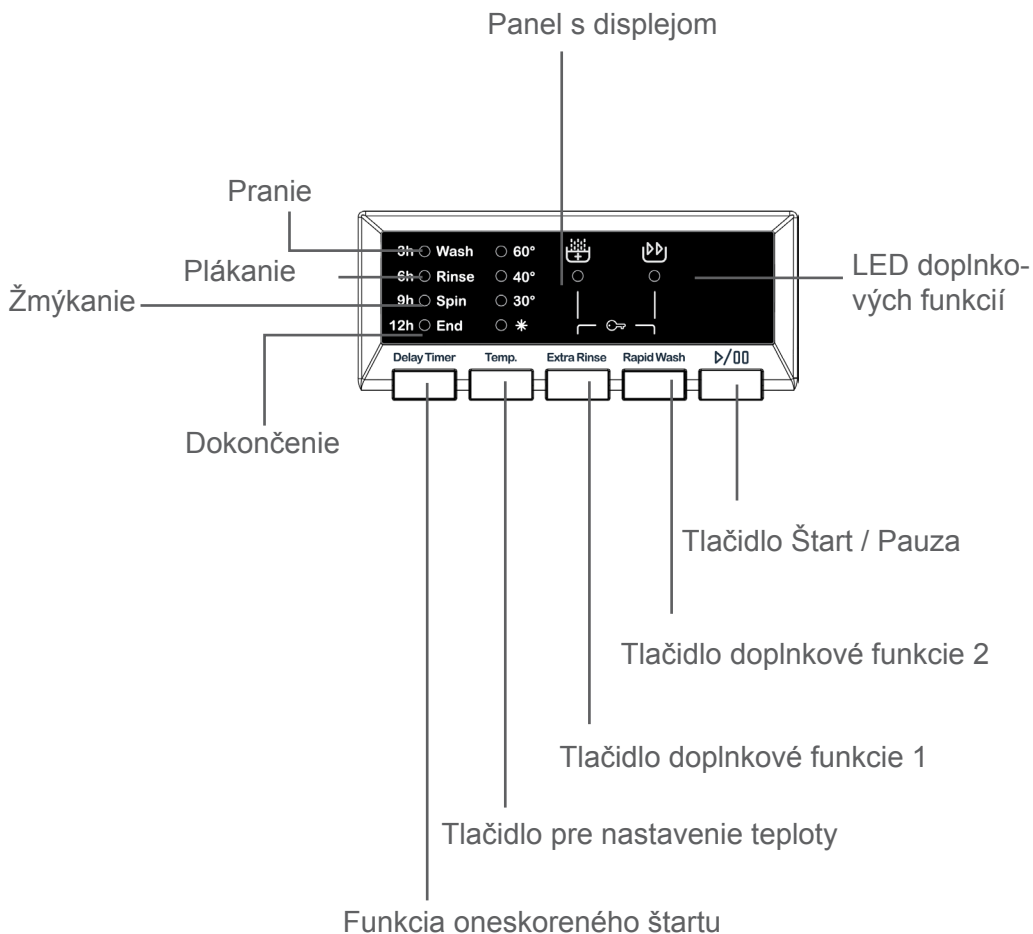 Panel s displejom
Pranie
Plákanie
Žmýkanie
Dokončenie
LED doplnko-
vých funkcií
3h Wash 60°
6h Rinse 40°
9h Spin 30°
12h End
Delay Timer Temp. Extra Rinse Rapid Wash
Tlačidlo Štart / Pauza
Tlačidlo doplnkové funkcie 2
Tlačidlo doplnkové funkcie 1
Tlačidlo pre nastavenie teploty
Funkcia oneskoreného štartu